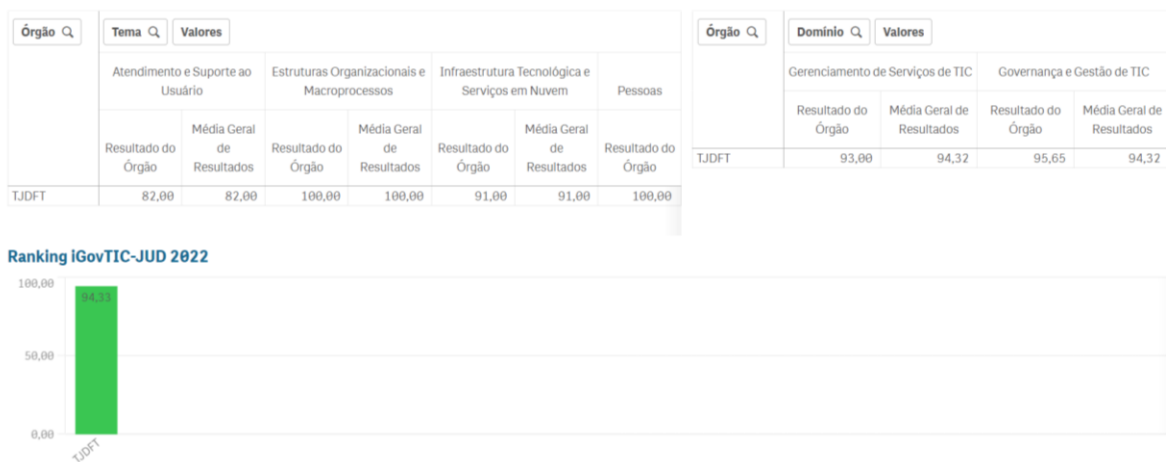 Órgão
Tema
Valores
Atendimento e Suporte ao
Usuário
Estruturas Organizacionais e
Macroprocessos
Infraestrutura Tecnológica e
Serviços em Nuvem
Pessoas
Resultado do
Órgão
Média Geral
de
Resultados
Resultado do
Órgão
Média Geral
de
Resultados
Resultado do
Órgão
Média Geral
de
Resultados
Resultado do
Órgão
TJDFT 82,00 82,00 100,00 100,00 91,00 91,00 100,00
Órgão
Domínio
Valores
Gerenciamento de Serviços de TIC
Governança e Gestão de TIC
Resultado do
Órgão
Média Geral de
Resultados
Resultado do
Órgão
Média Geral de
Resultados
TJDFT 93,00 94,32 95,65 94,32
Ranking iGovTIC-JUD 2022
100,00
94,33
50,00
0,00
TJDFT